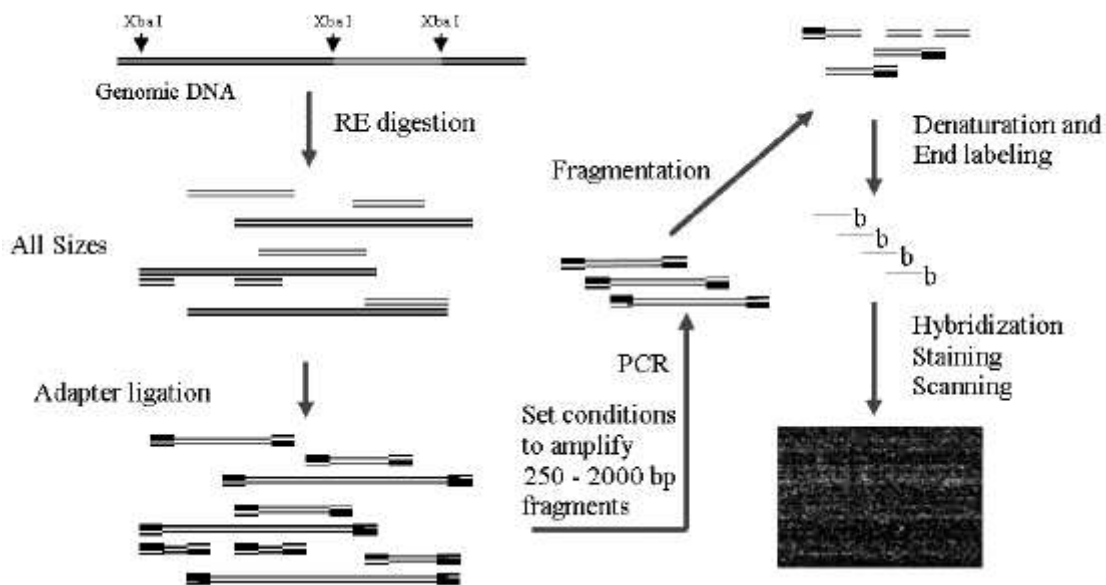 XbaI XbaI XbaI
Genomic DNA
RE digestion
All Sizes
Adapter ligation
PCR
Set conditions
to amplify
250 - 2000 bp
fragments
Fragmentation
Denaturation and
End labeling
b
b
b
b
Hybridization
Staining
Scanning